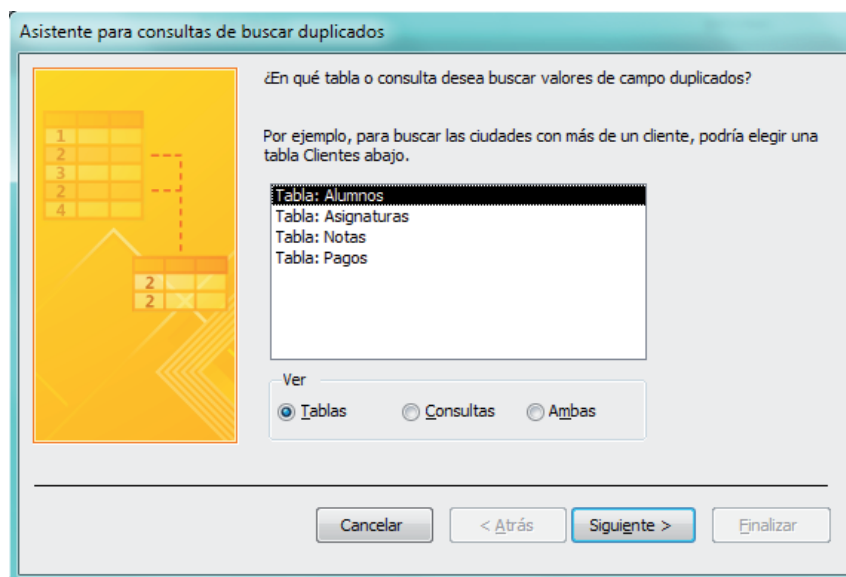 Asistente para consultas de buscar duplicados
¿En qué tabla o consulta desea buscar valores de campo duplicados?
Por ejemplo, para buscar las ciudades con más de un cliente, podría elegir una
tabla Clientes abajo.
1
2
3
2
4
2
2
Tabla: Alumnos
Tabla: Asignaturas
Tabla: Notas
Tabla: Pagos
Ver
Tablas Consultas Ambas
Cancelar < Atrás Siguiente > Finalizar